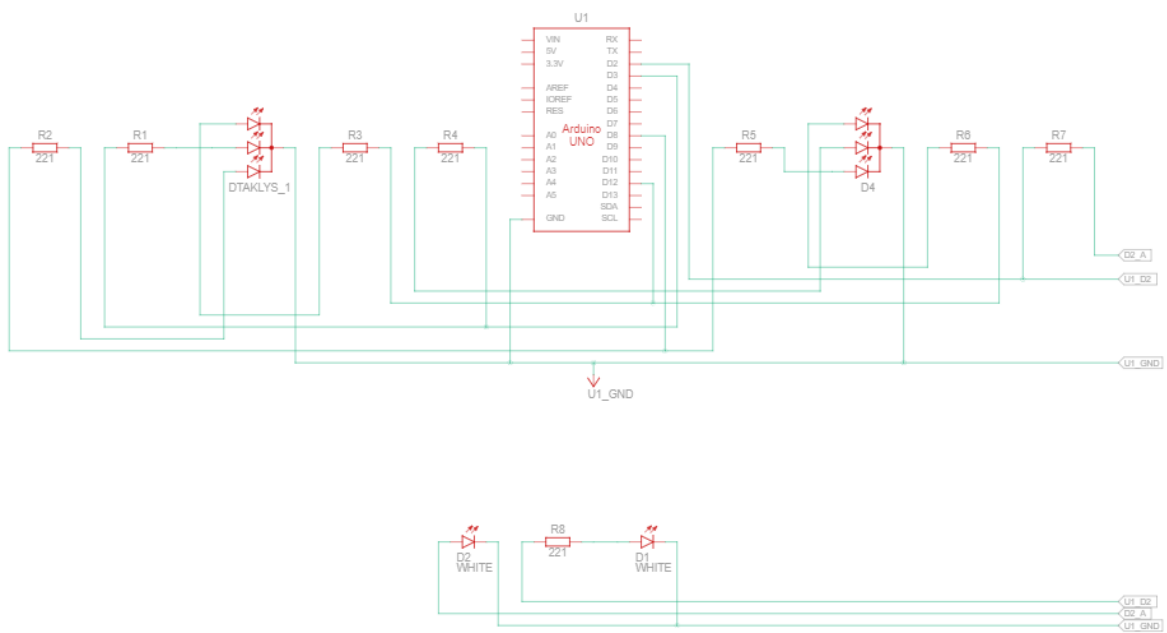 U1
VIN
RX
5V
TX
3.3V
D2
D3
AREF
D4
IOREF
D5
RES
D6
D7
Arduino
UNO
A0
D8
A1
D9
A2
D10
A3
D11
A4
D12
A5
D13
SDA
GND
SCL
R2
221
R1
221
DTAKLYS_1
R3
221
R4
221
R5
221
D4
R6
221
R7
221
D2_A
U1_D2
U1_GND
U1_GND
D2
WHITE
R8
221
D1
WHITE
U1_D2
D2_A
U1_GND